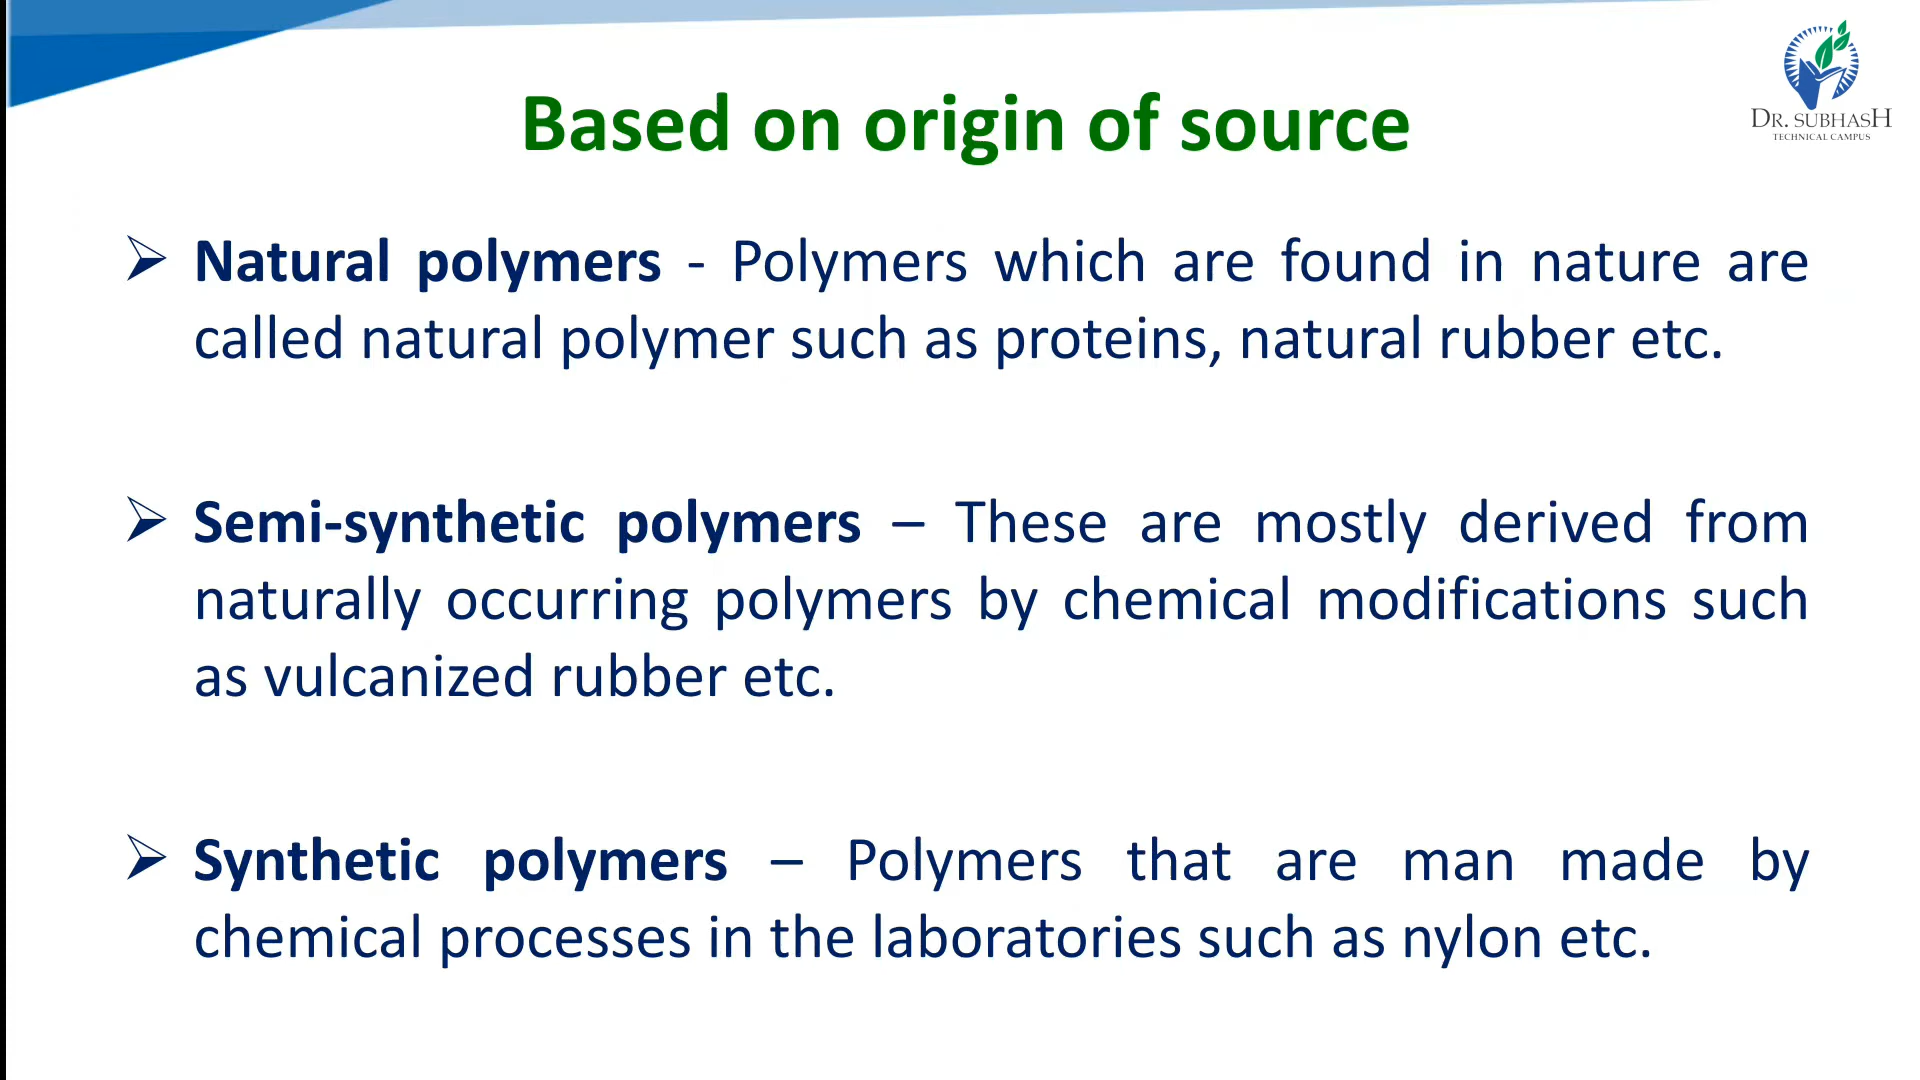 DR. SUBHASH
TECHNICAL CAMPUS
Based on origin of source
➢ Natural polymers - Polymers which are found in nature are
called natural polymer such as proteins, natural rubber etc.
➢ Semi-synthetic polymers – These are mostly derived from
naturally occurring polymers by chemical modifications such
as vulcanized rubber etc.
➢ Synthetic polymers – Polymers that are man made by
chemical processes in the laboratories such as nylon etc.